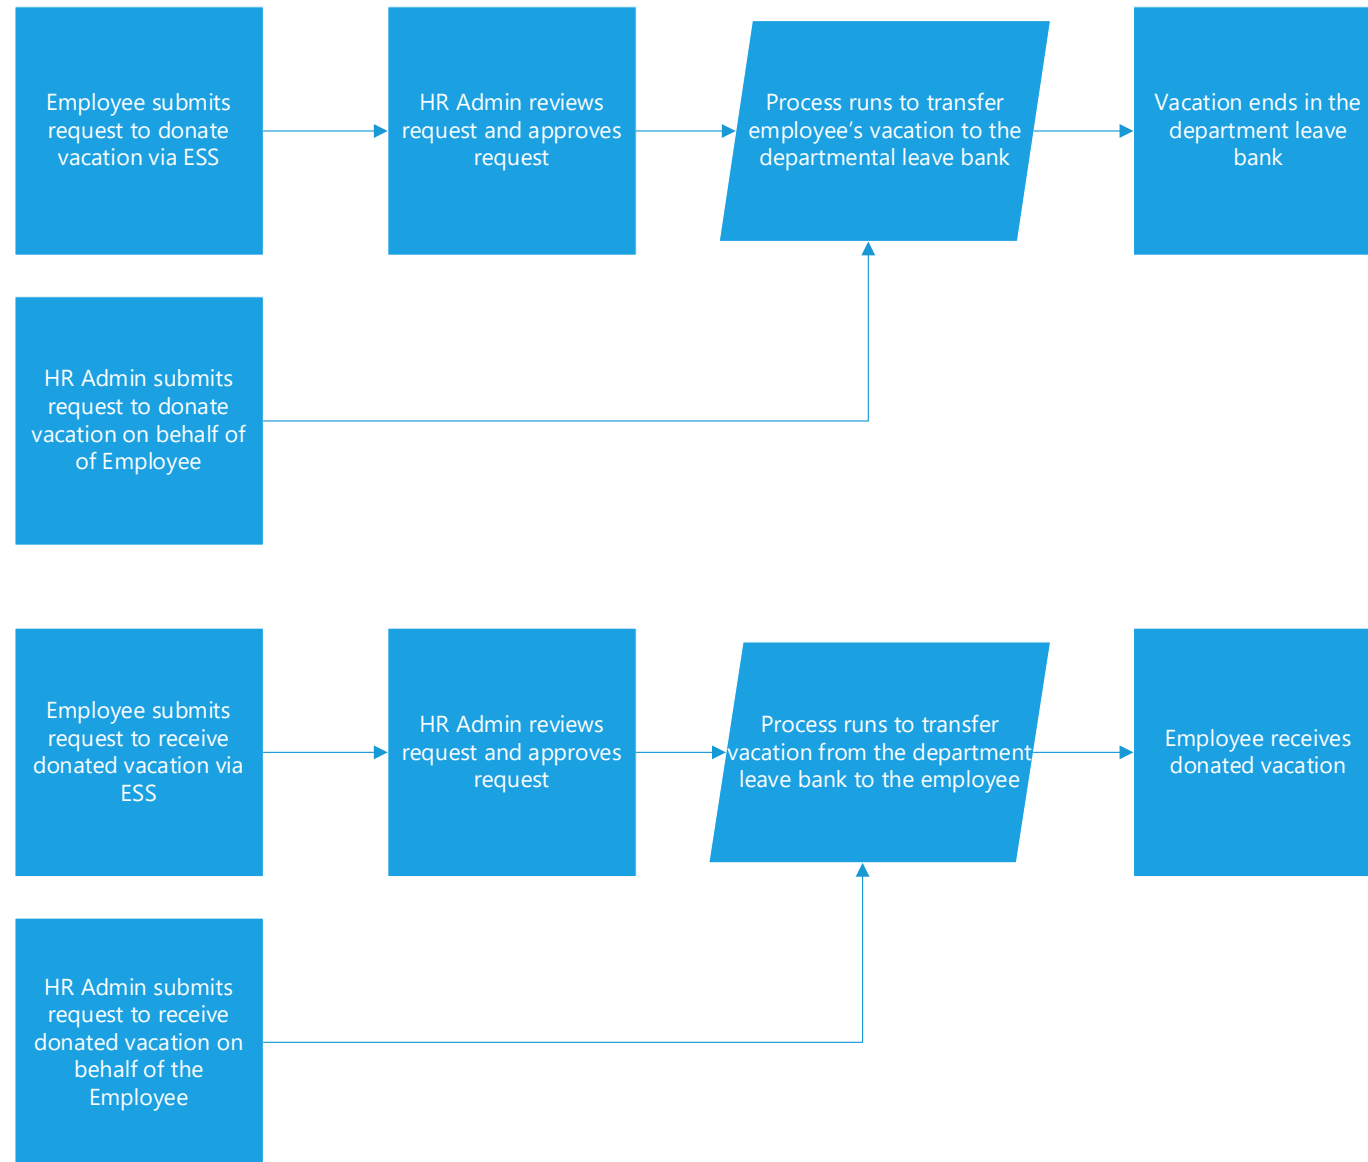 Employee submits
request to donate
vacation via ESS
HR Admin reviews
request and approves
request
Process runs to transfer
employee’s vacation to the
departmental leave bank
Vacation ends in the
department leave
bank
HR Admin submits
request to donate
vacation on behalf of
of Employee
Employee submits
request to receive
donated vacation via
ESS
HR Admin reviews
request and approves
request
Process runs to transfer
vacation from the department
leave bank to the employee
Employee receives
donated vacation
HR Admin submits
request to receive
donated vacation on
behalf of the
Employee